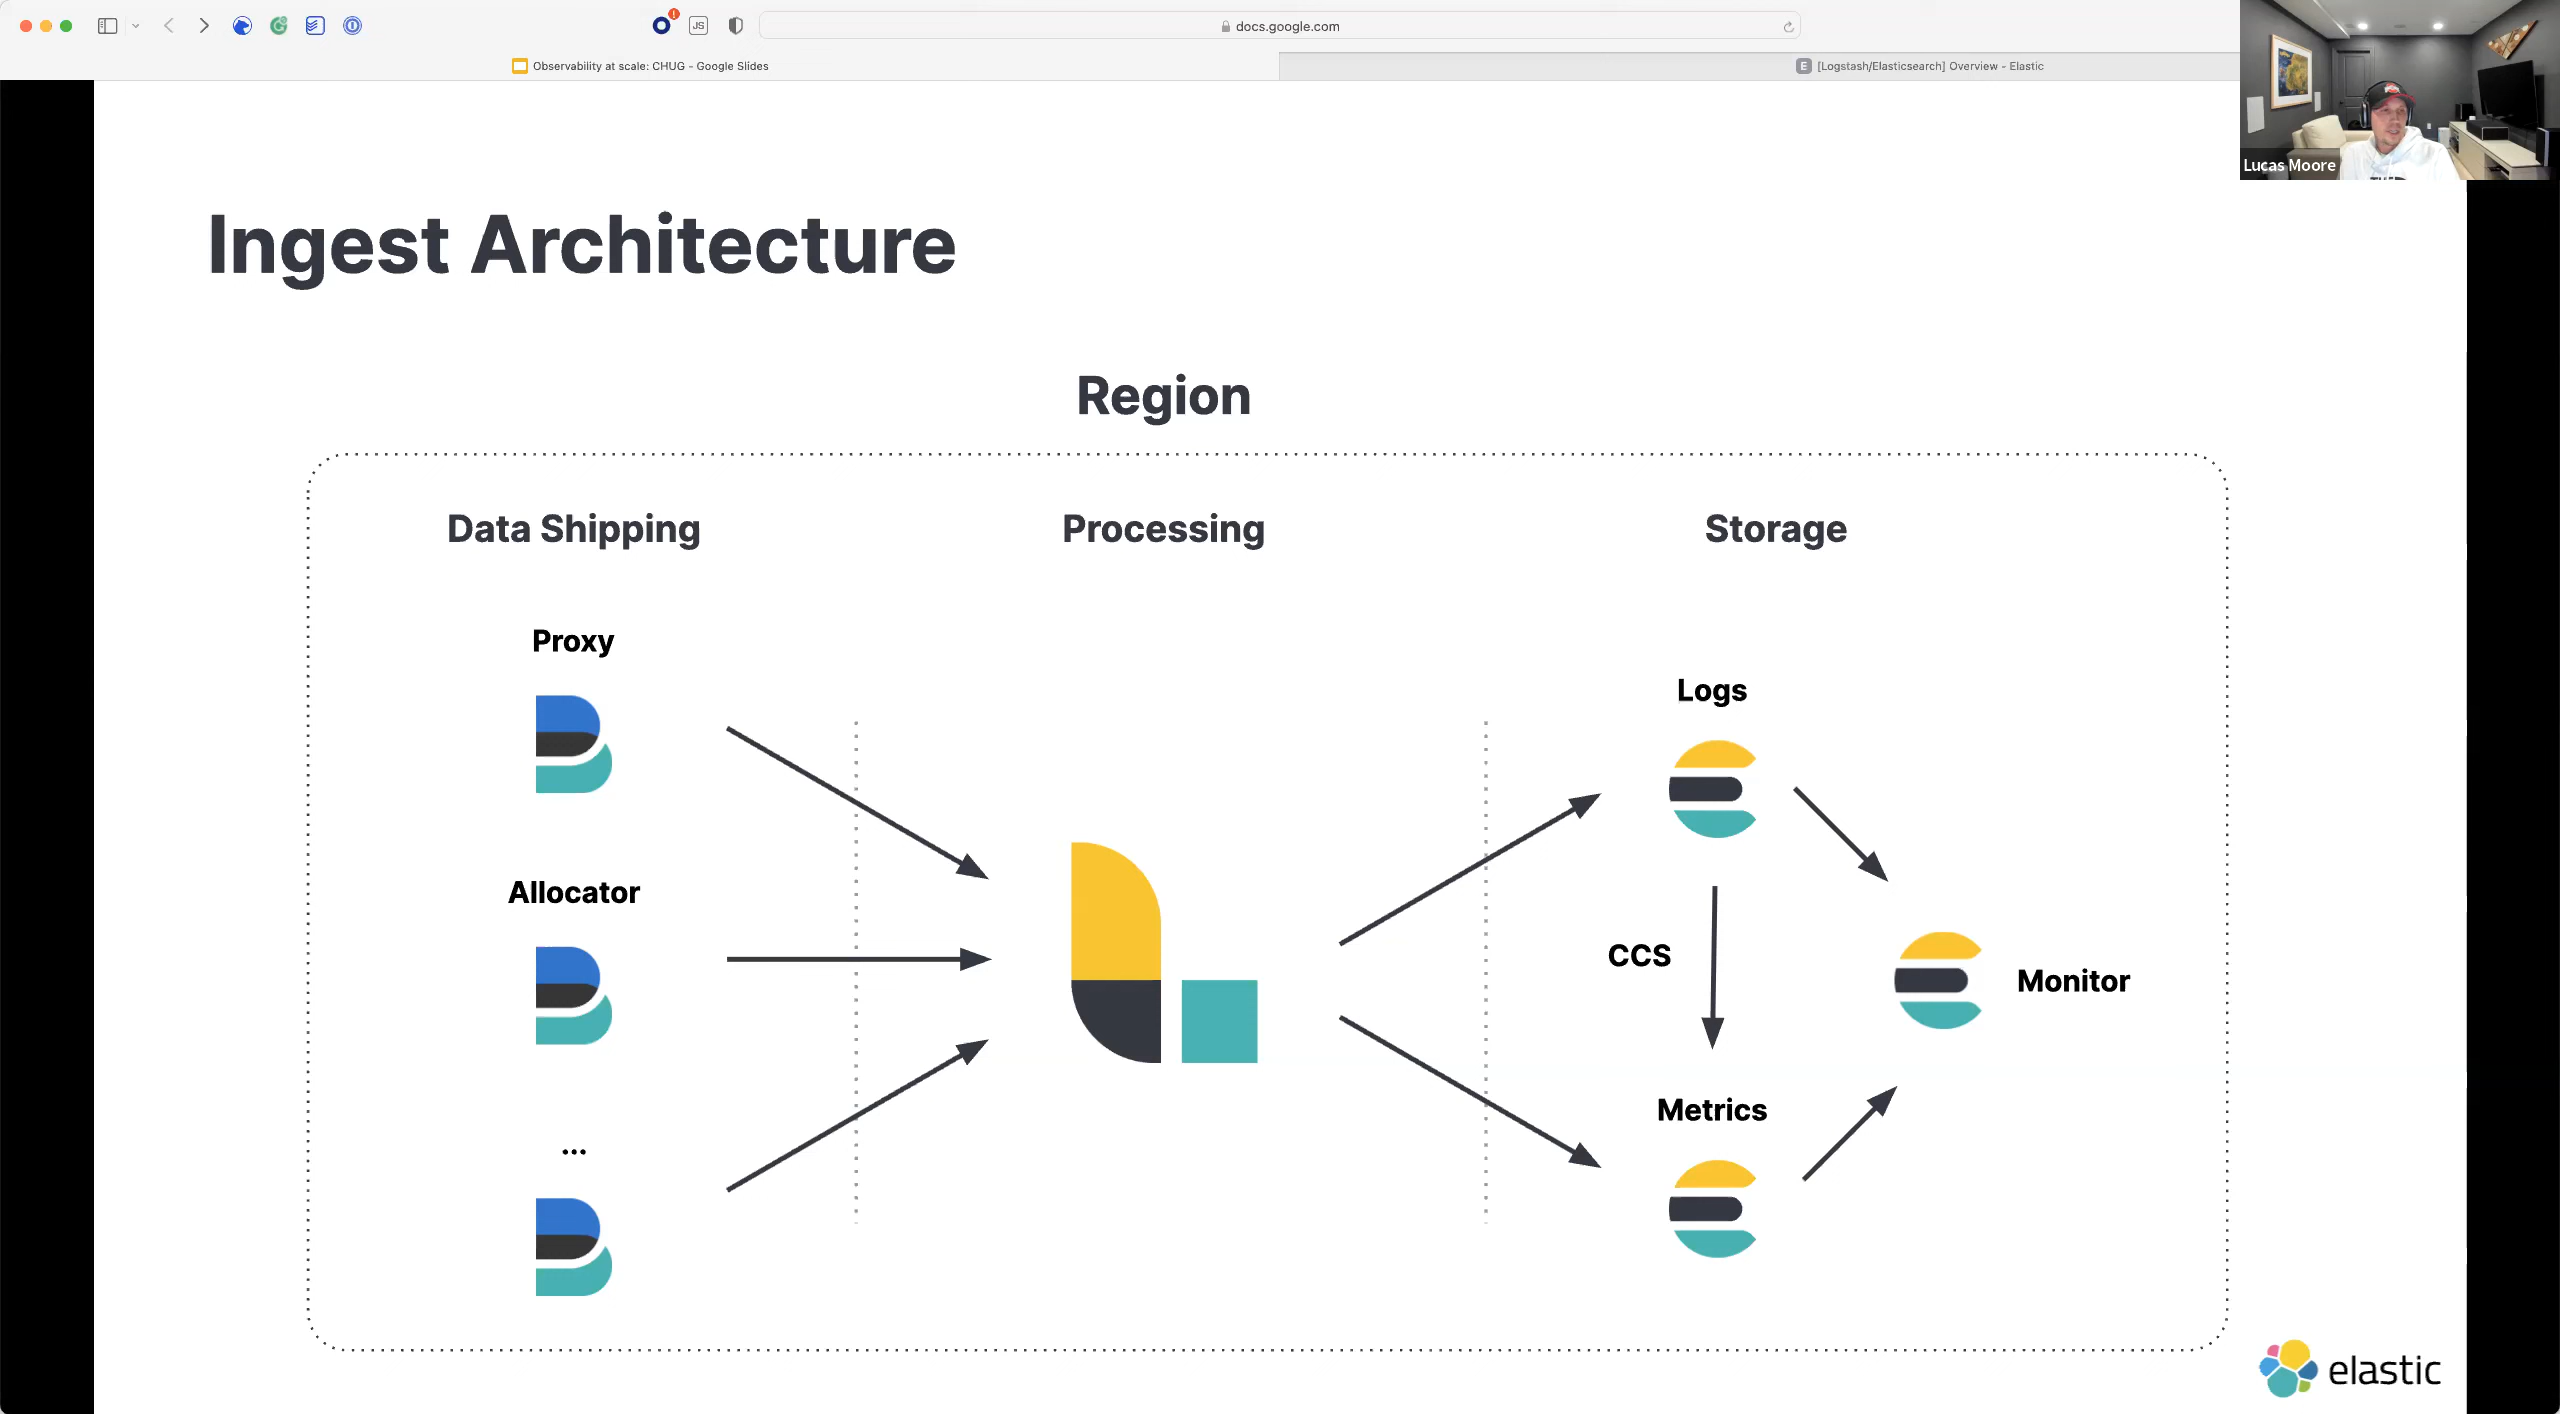 docs.google.com
JS
Observability at scale: CHUG - Google Slides
E [Logstash/Elasticsearch] Overview - Elastic
Lucas Moore
Ingest Architecture
Region
Data Shipping
Processing
Storage
Proxy
Logs
Allocator
CCS
Monitor
Metrics
...
elastic